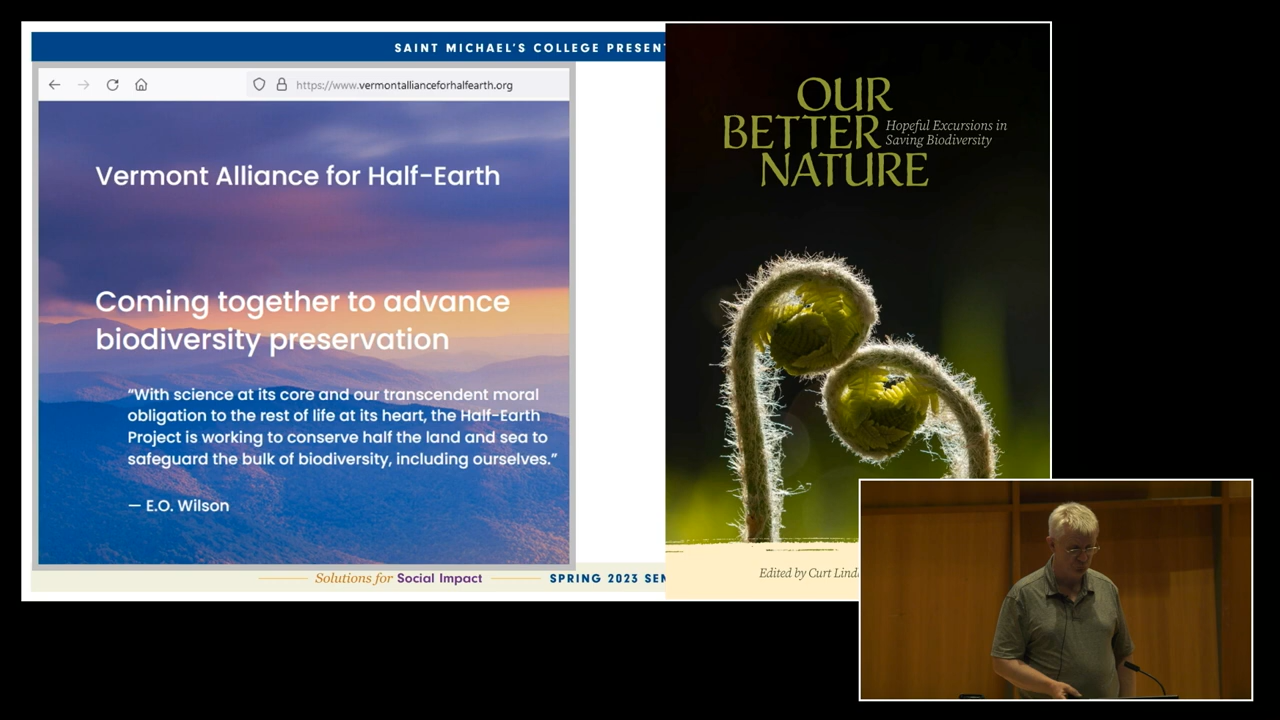 SAINT MICHAEL'S COLLEGE
https://www.vermontallianceforhalfearth.org
Vermont Alliance for Half-Earth
Coming together to advance
biodiversity preservation
“With science at its core and our transcendent moral
obligation to the rest of life at its heart, the Half-Earth
Project is working to conserve half the land and sea to
safeguard the bulk of biodiversity, including ourselves.”
— E.O. Wilson
Solutions for Social Impact
SPRING 2023
OUR
BETTER
NATURE
Hopeful Excursions in
Saving Biodiversity
Edited by Curt